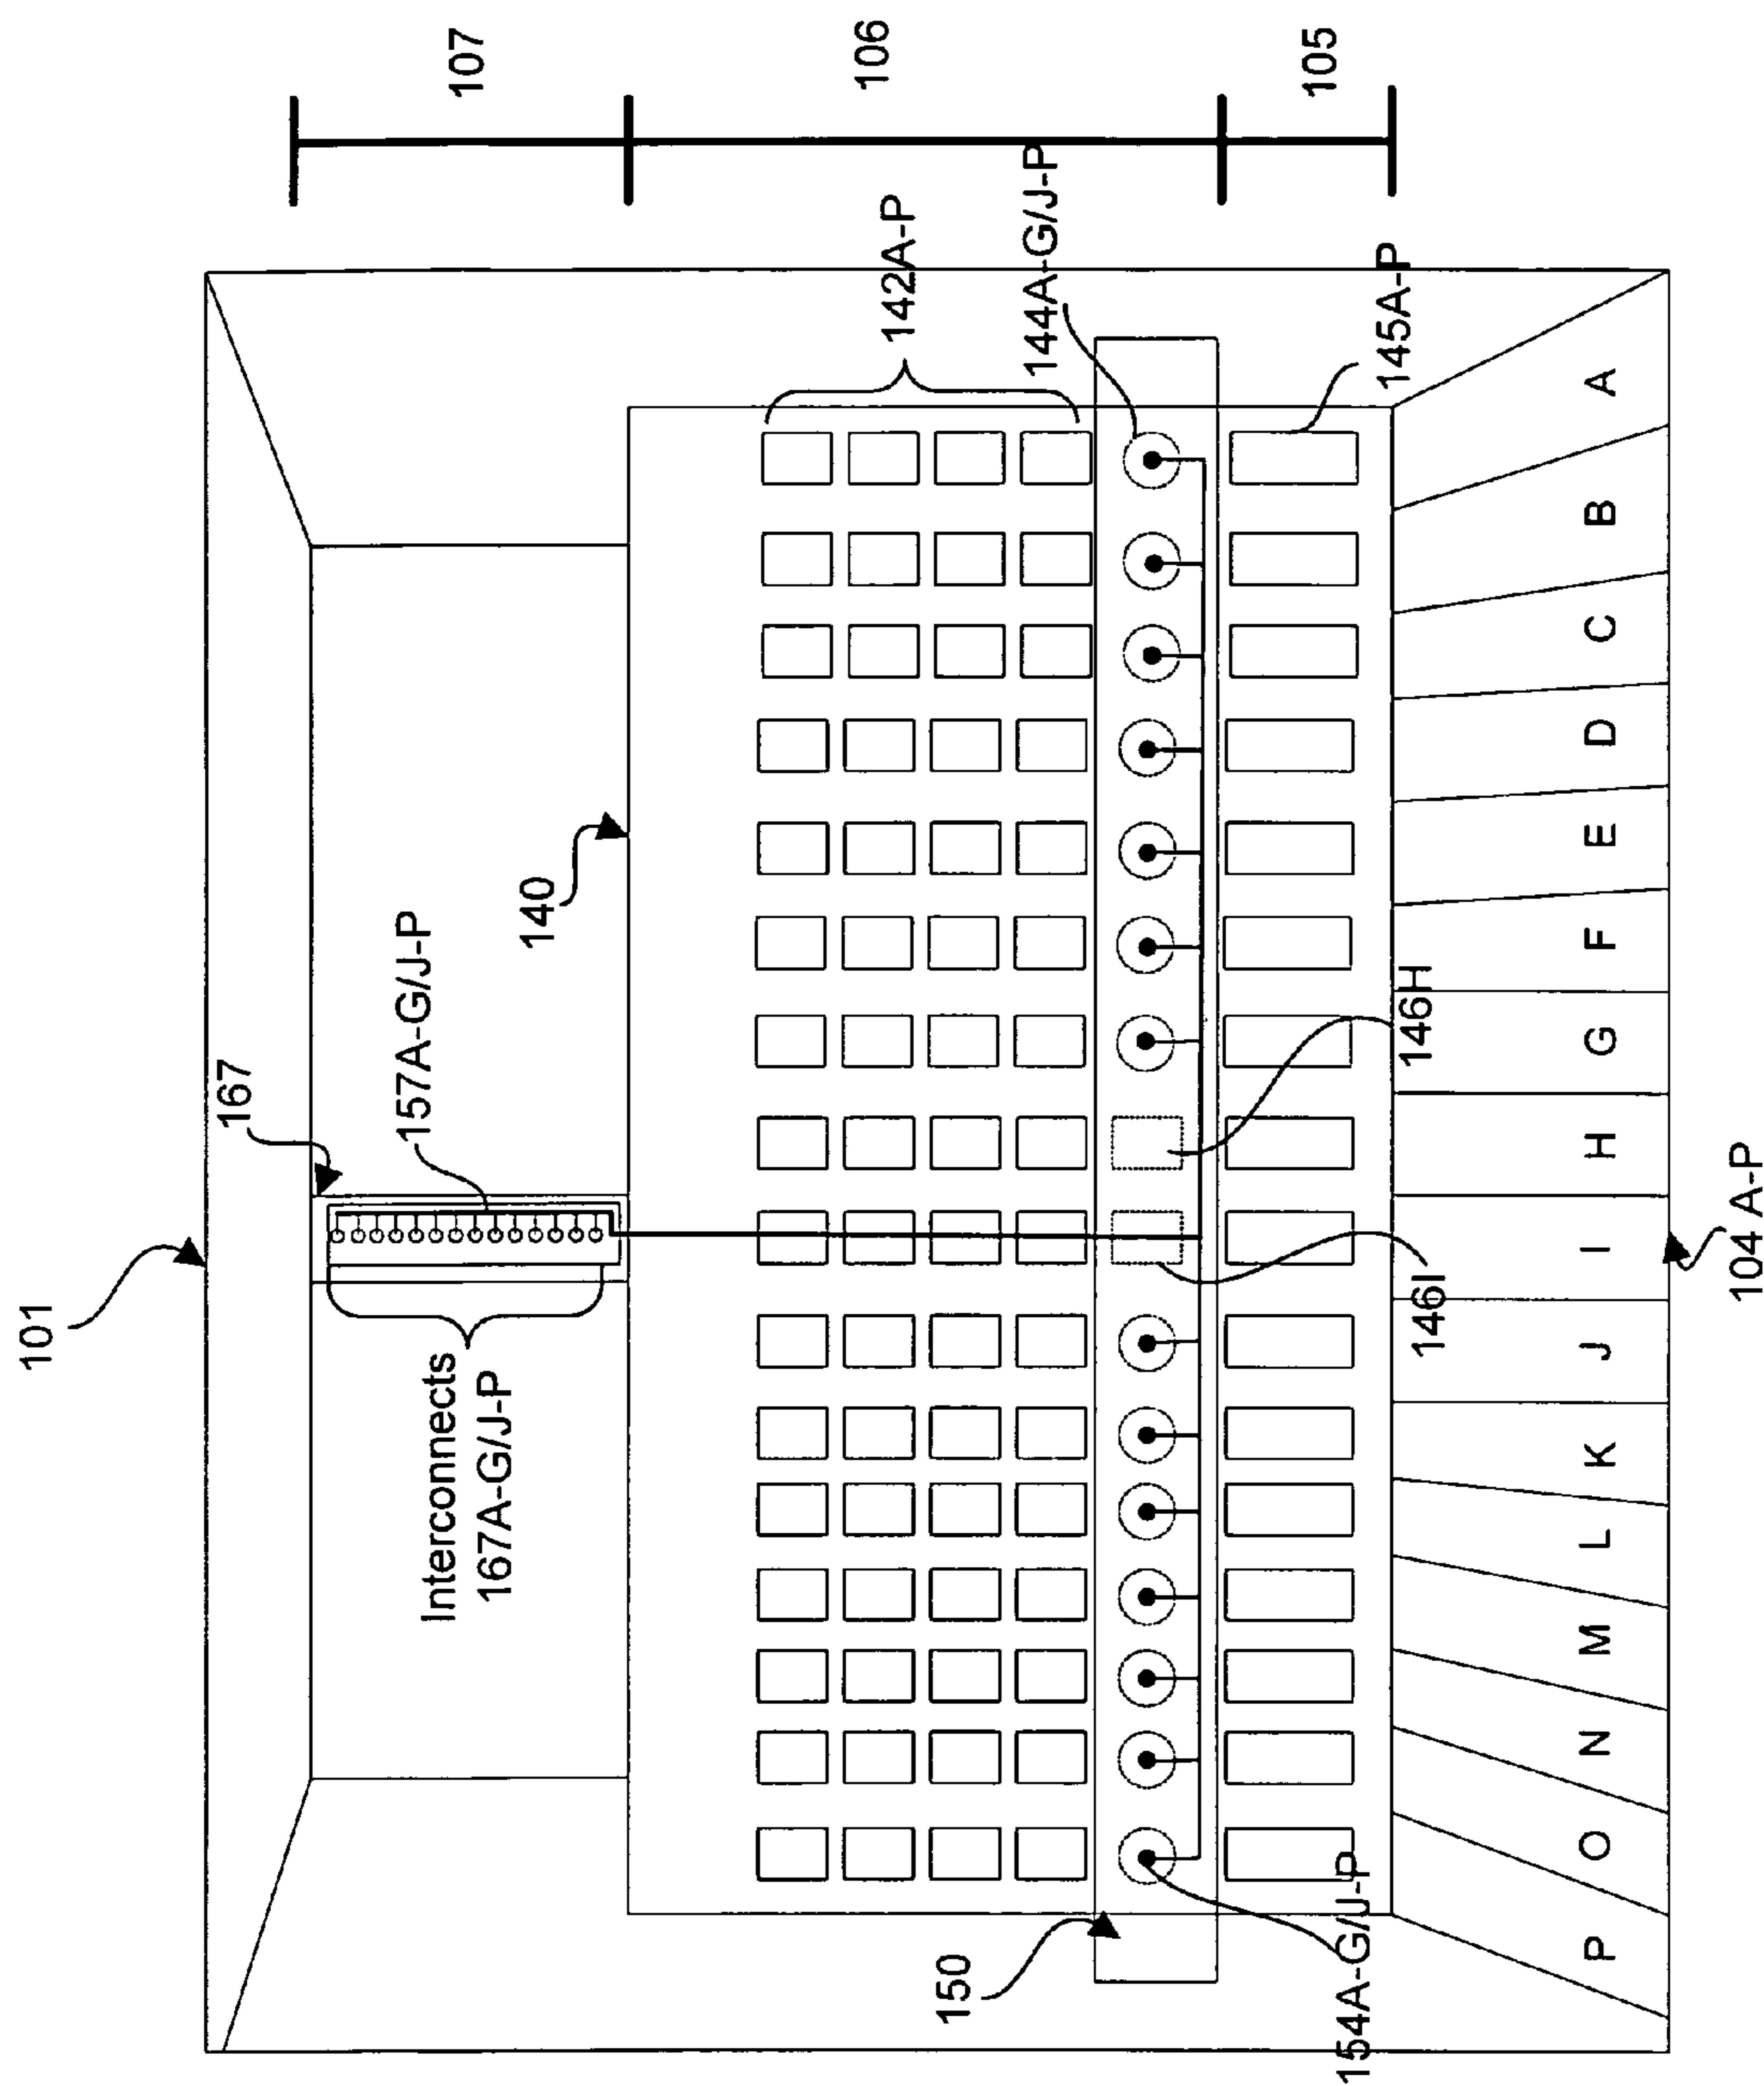 101
167
157A-G/J-P
Interconnects
167A-G/J-P
107
140
106
142A-P
150
144A-G/J-P
105
154A-G/J-P
146I
146H
145A-P
P O N M L K J I H G F E D C B A
104 A-P